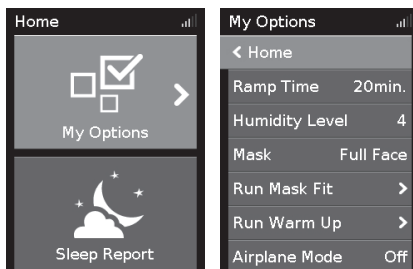 Home
My Options
Sleep Report
My Options
< Home
Ramp Time 20min.
Humidity Level 4
Mask Full Face
Run Mask Fit >
Run Warm Up >
Airplane Mode Off